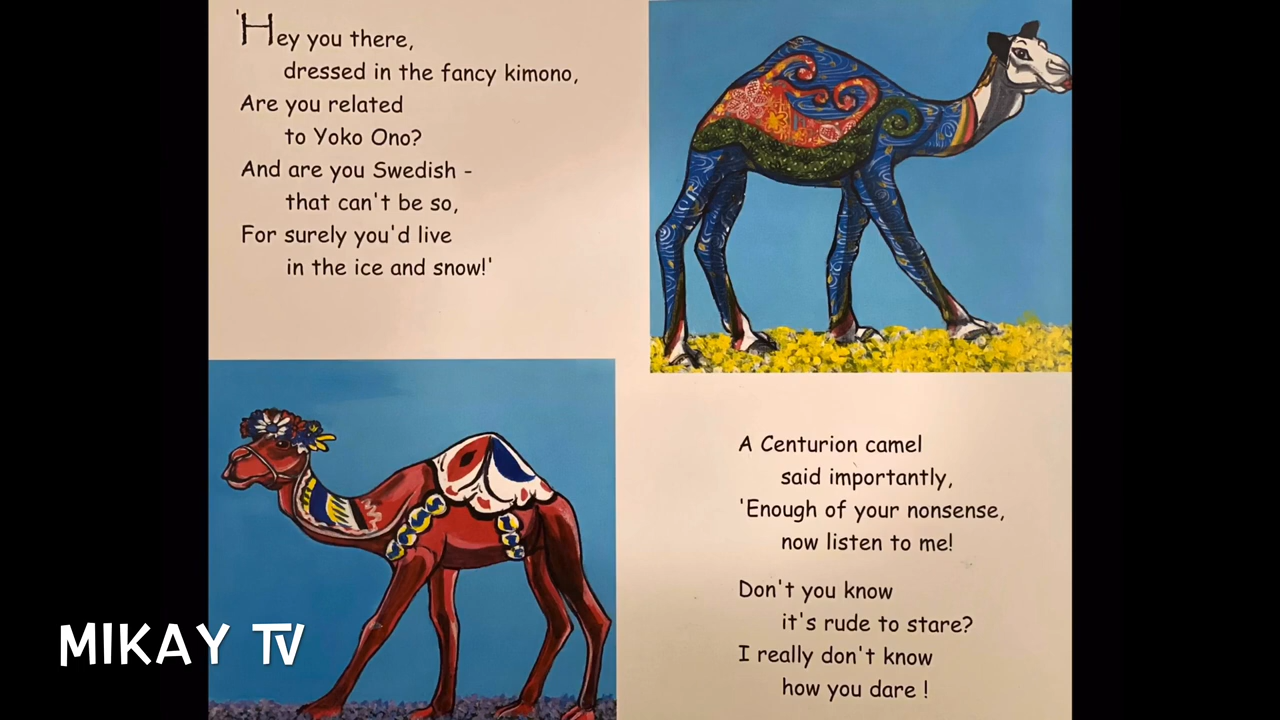 'Hey you there,
dressed in the fancy kimono,
Are you related
to Yoko Ono?
And are you Swedish -
that can't be so,
For surely you'd live
in the ice and snow!'
A Centurion camel
said importantly,
'Enough of your nonsense,
now listen to me!
Don't you know
it's rude to stare?
I really don't know
how you dare !
MIKAY TV